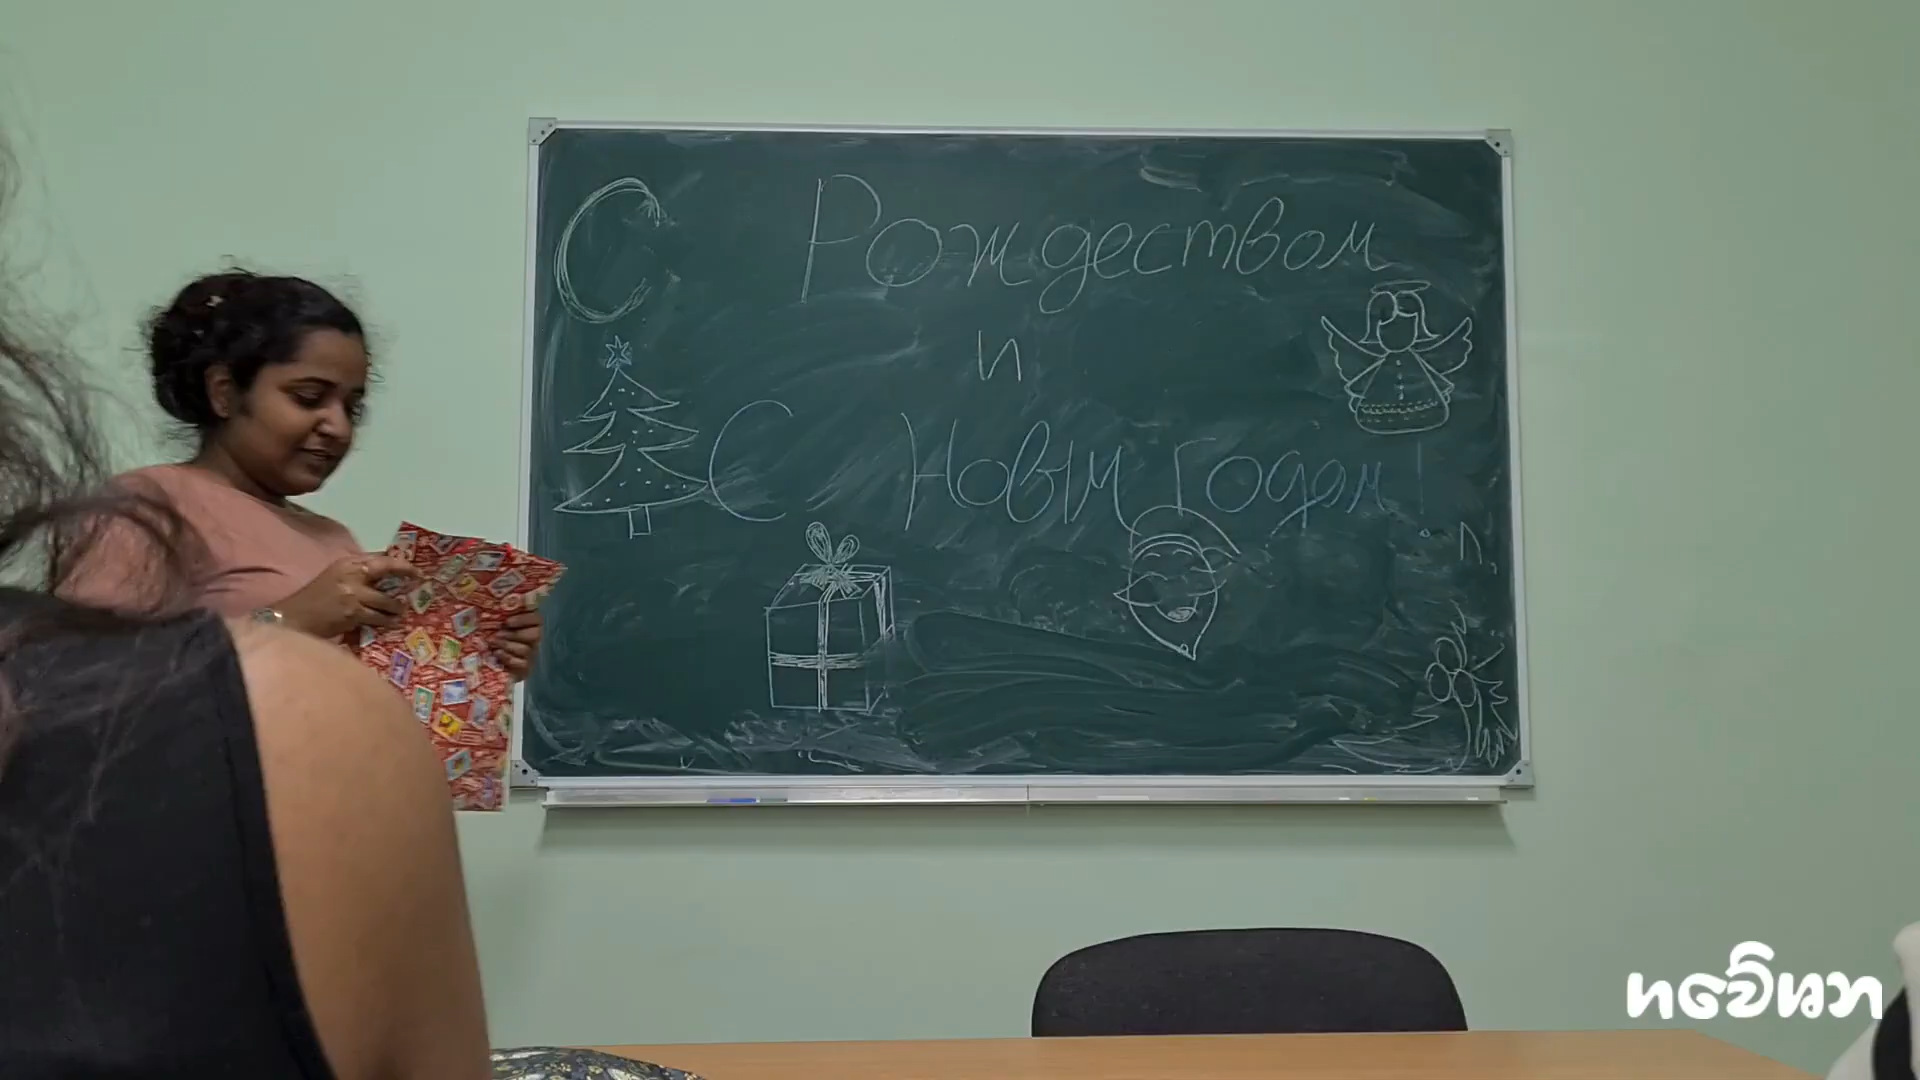 С Рождеством
и
С Новым годом!